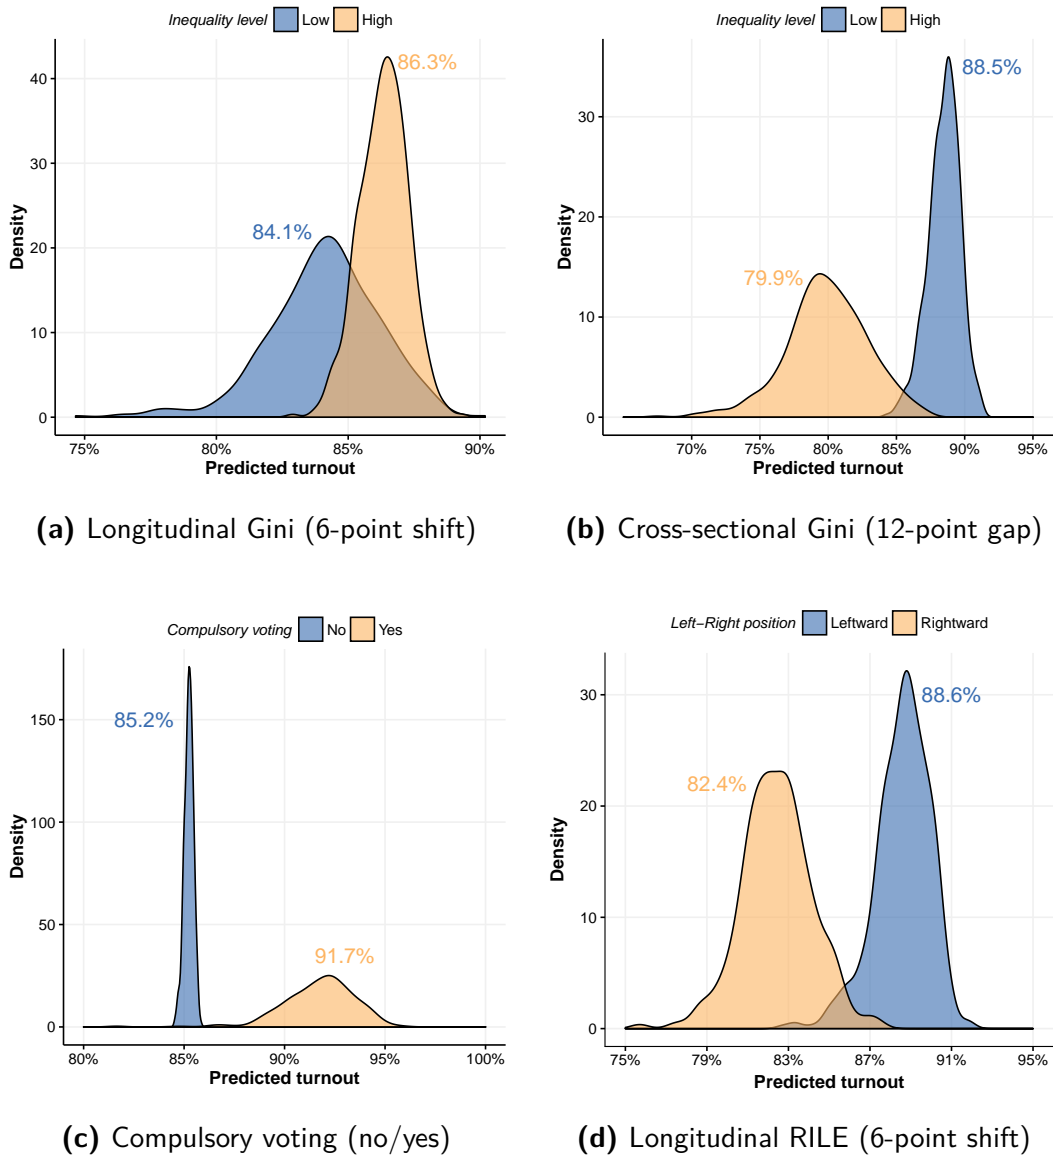 Inequality level Low High
86.3%
84.1%
40
30
20
10
0
Density
75% 80% 85% 90%
Predicted turnout
(a) Longitudinal Gini (6-point shift)
Inequality level Low High
88.5%
79.9%
30
20
10
0
Density
70% 75% 80% 85% 90% 95%
Predicted turnout
(b) Cross-sectional Gini (12-point gap)
Compulsory voting No Yes
85.2%
91.7%
150
100
50
0
Density
80% 85% 90% 95% 100%
Predicted turnout
(c) Compulsory voting (no/yes)
Left–Right position Leftward Rightward
88.6%
82.4%
30
20
10
0
Density
75% 79% 83% 87% 91% 95%
Predicted turnout
(d) Longitudinal RILE (6-point shift)